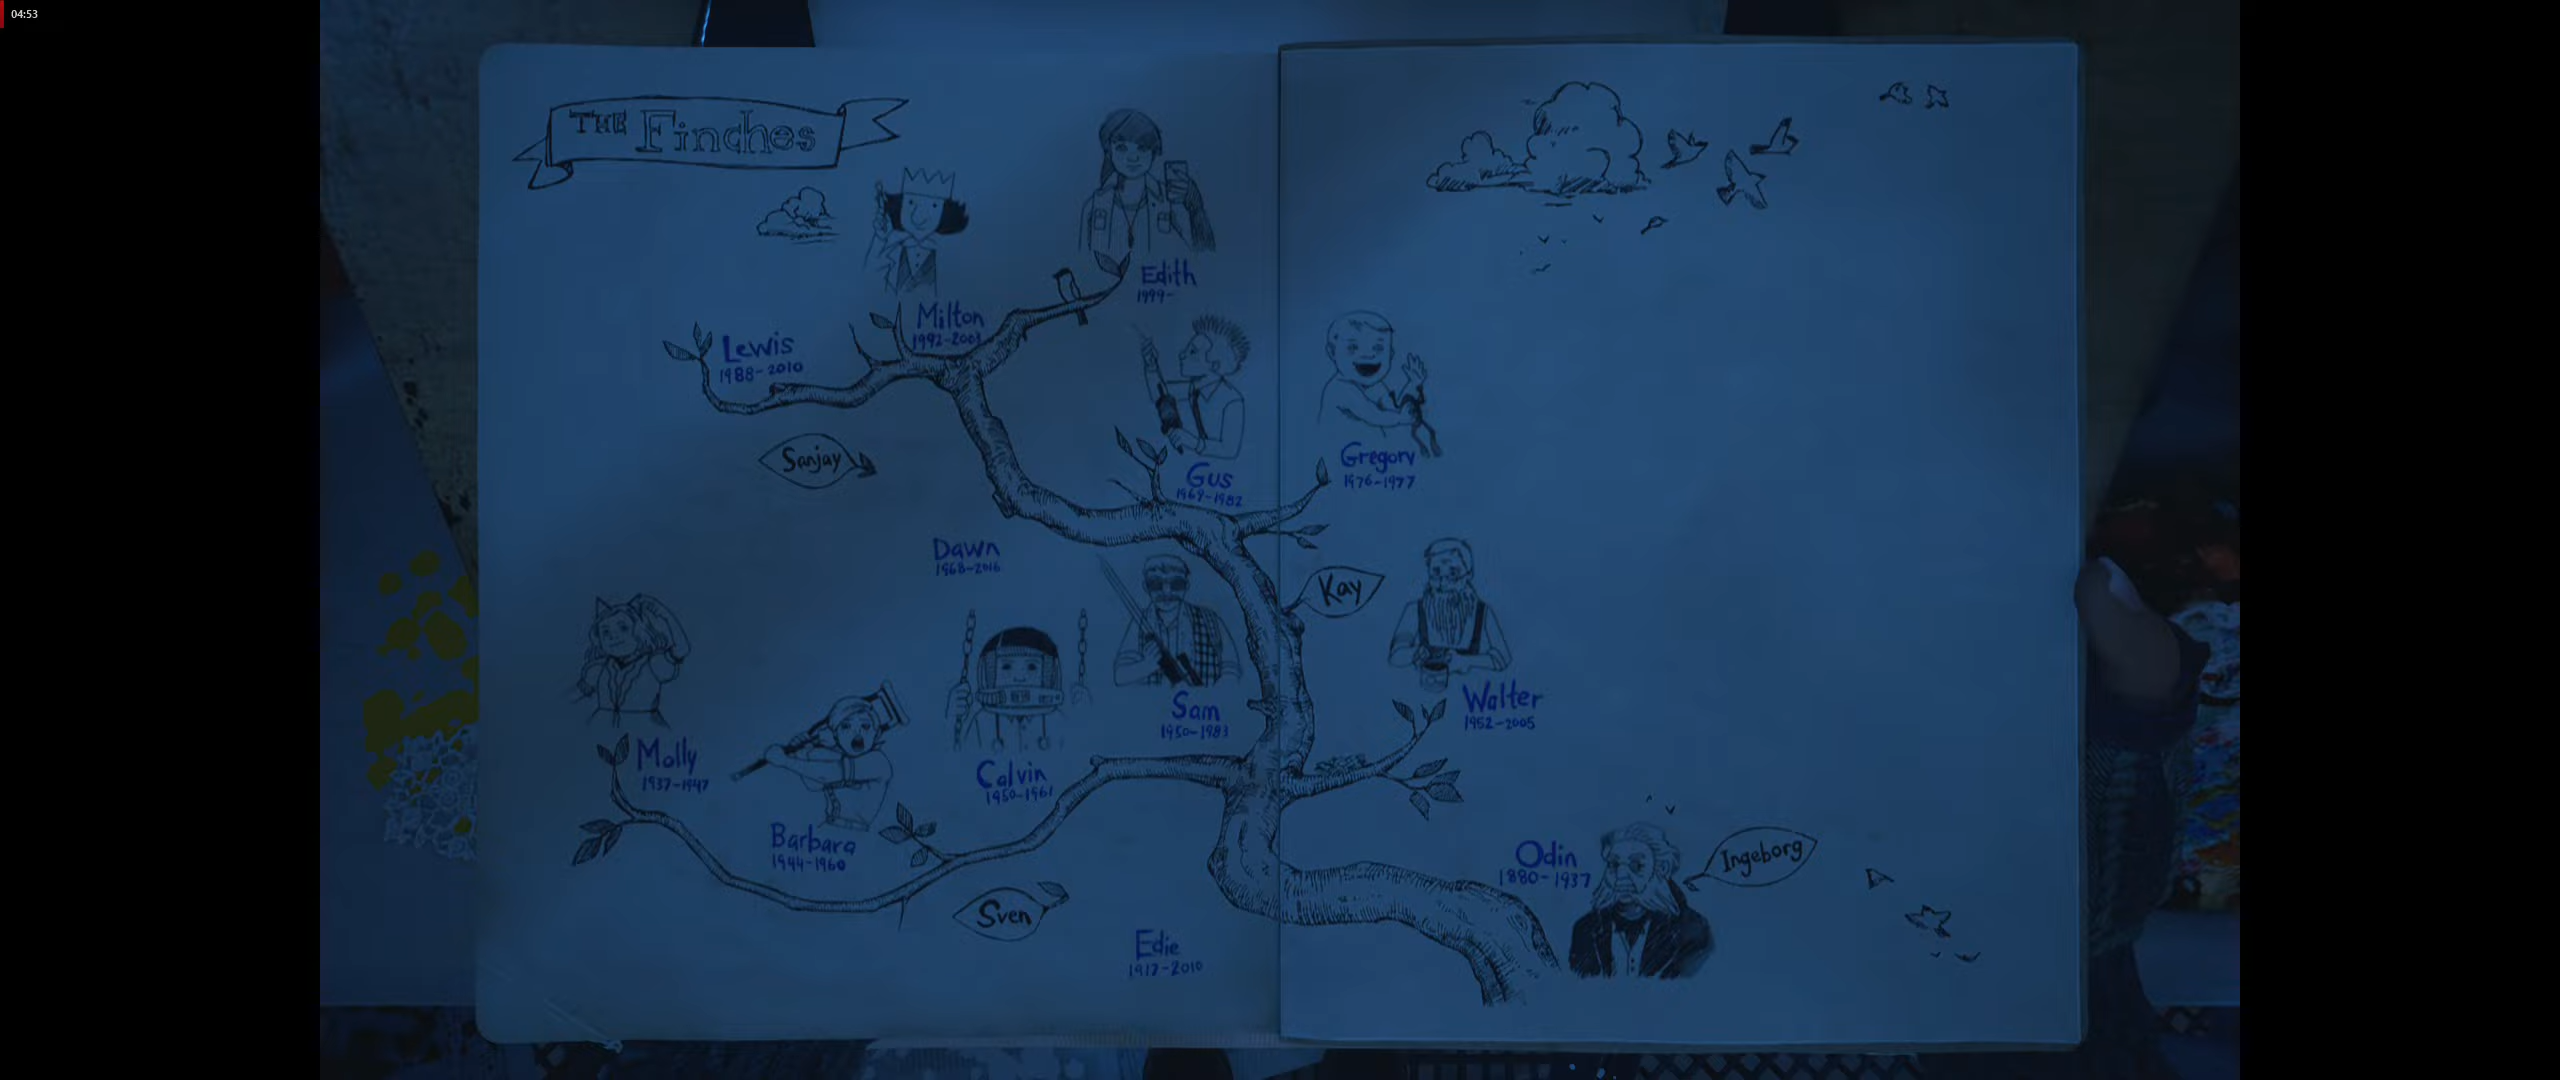 04:53
THE Finches
Edith
1999-
Milton
1992-2003
Lewis
1988-2010
Sanjay
Gus
1969-1982
Gregory
1976-1977
Dawn
1968-2016
Kay
Sam
1950-1983
Walter
1952-2005
Molly
1937-1947
Calvin
1950-1961
Barbara
1944-1960
Odin
1880-1937
Ingeborg
Sven
Edie
1917-2010